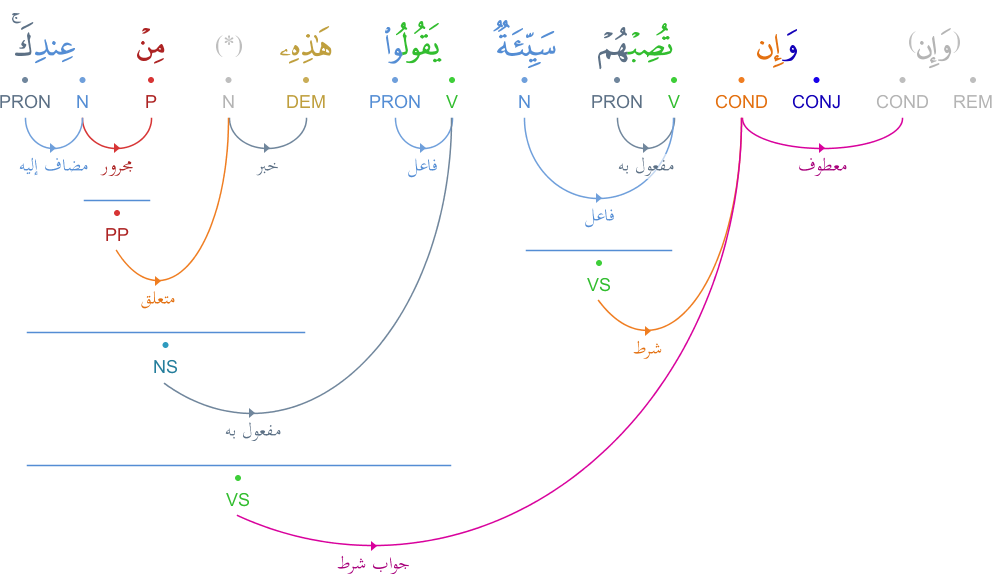 (وَإِن) وَإِن تُصِبْهُمْ سَيِّئَةٌ يَقُولُوا۟ هَٰذِهِۦ (*) مِنْ عِندِكَ ۚ
REM COND CONJ COND V PRON N V PRON DEM N P N PRON
معطوف مفعول به فاعل خبر مجرور مضاف إليه
فاعل
PP
VS
متعلق
شرط
NS
مفعول به
VS
جواب شرط